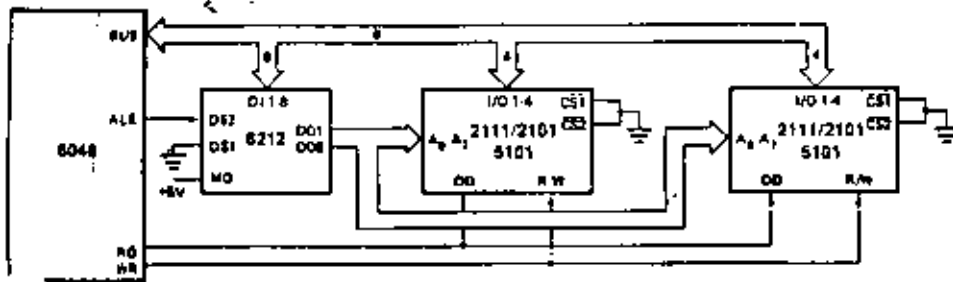 BUS
8
8
4
4
DI 1-8
I/O 1-4
CS1
I/O 1-4
CS1
ALE
DS2
DO1
CS2
CS2
8212
DO8
A0 A7
2111/2101
A0 A7
2111/2101
8048
DS1
5101
5101
+5V
MD
OD
R/W
OD
R/W
RD
WR